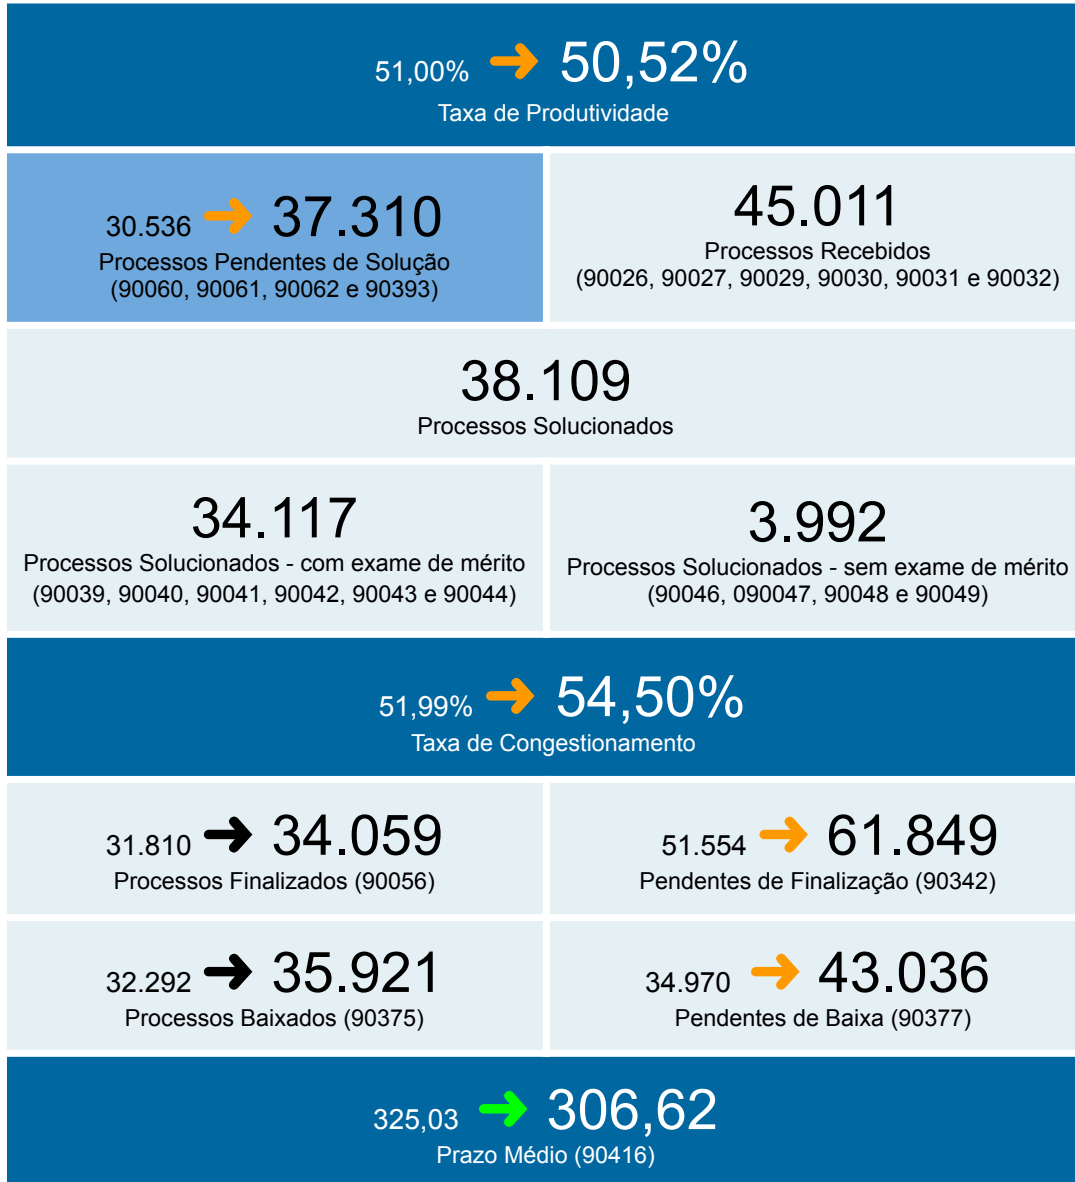 51,00% ➜ 50,52%
Taxa de Produtividade
30.536 ➜ 37.310
Processos Pendentes de Solução
(90060, 90061, 90062 e 90393)
45.011
Processos Recebidos
(90026, 90027, 90029, 90030, 90031 e 90032)
38.109
Processos Solucionados
34.117
Processos Solucionados - com exame de mérito
(90039, 90040, 90041, 90042, 90043 e 90044)
3.992
Processos Solucionados - sem exame de mérito
(90046, 090047, 90048 e 90049)
51,99% ➜ 54,50%
Taxa de Congestionamento
31.810 ➜ 34.059
Processos Finalizados (90056)
51.554 ➜ 61.849
Pendentes de Finalização (90342)
32.292 ➜ 35.921
Processos Baixados (90375)
34.970 ➜ 43.036
Pendentes de Baixa (90377)
325,03 ➜ 306,62
Prazo Médio (90416)